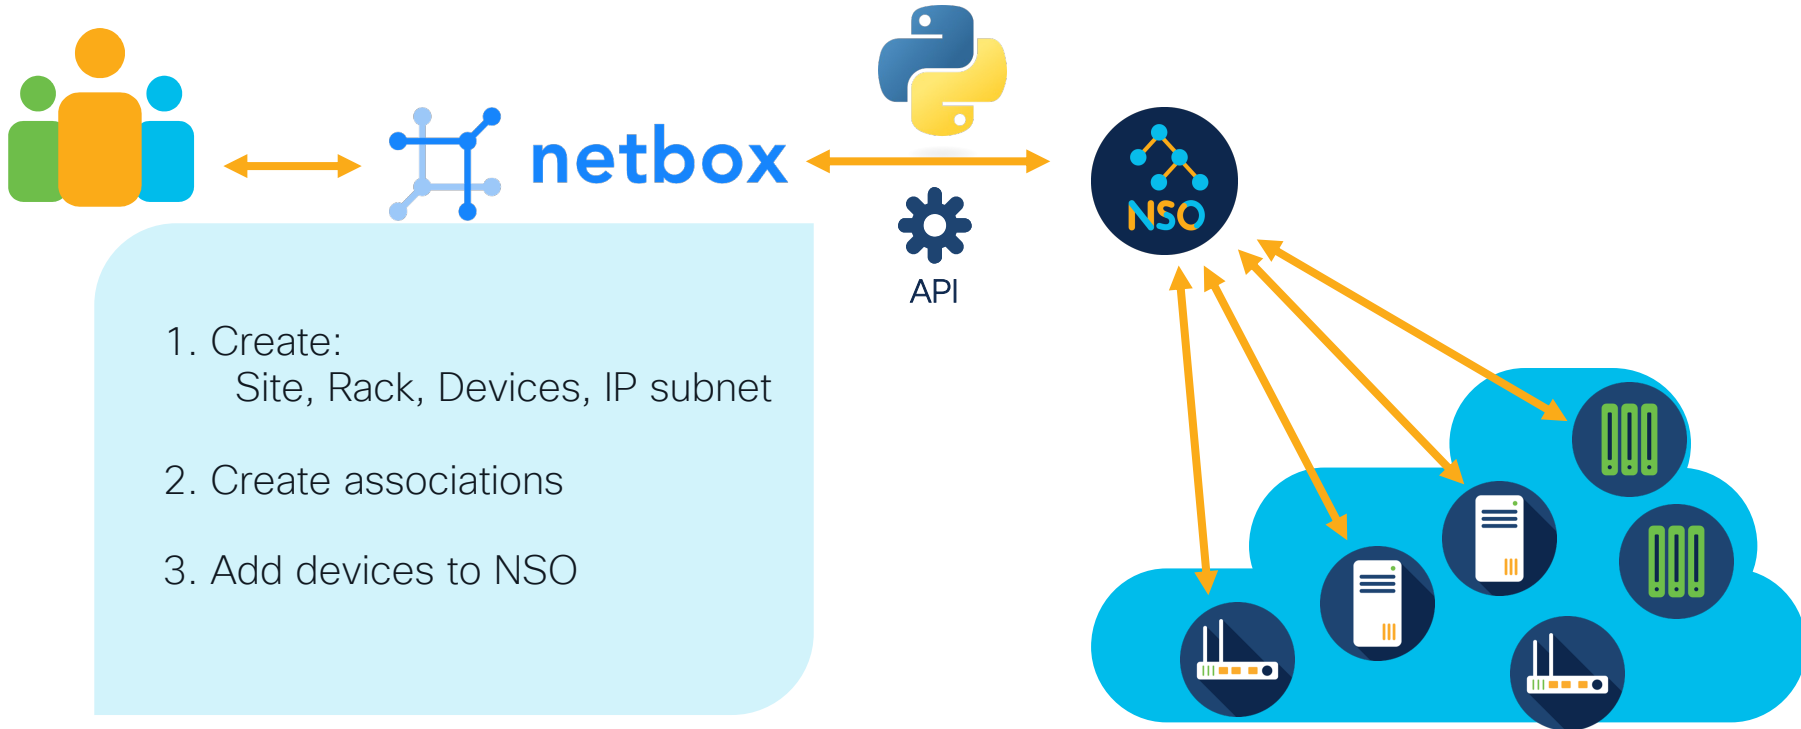 netbox
NSO
API
1. Create:
Site, Rack, Devices, IP subnet
2. Create associations
3. Add devices to NSO